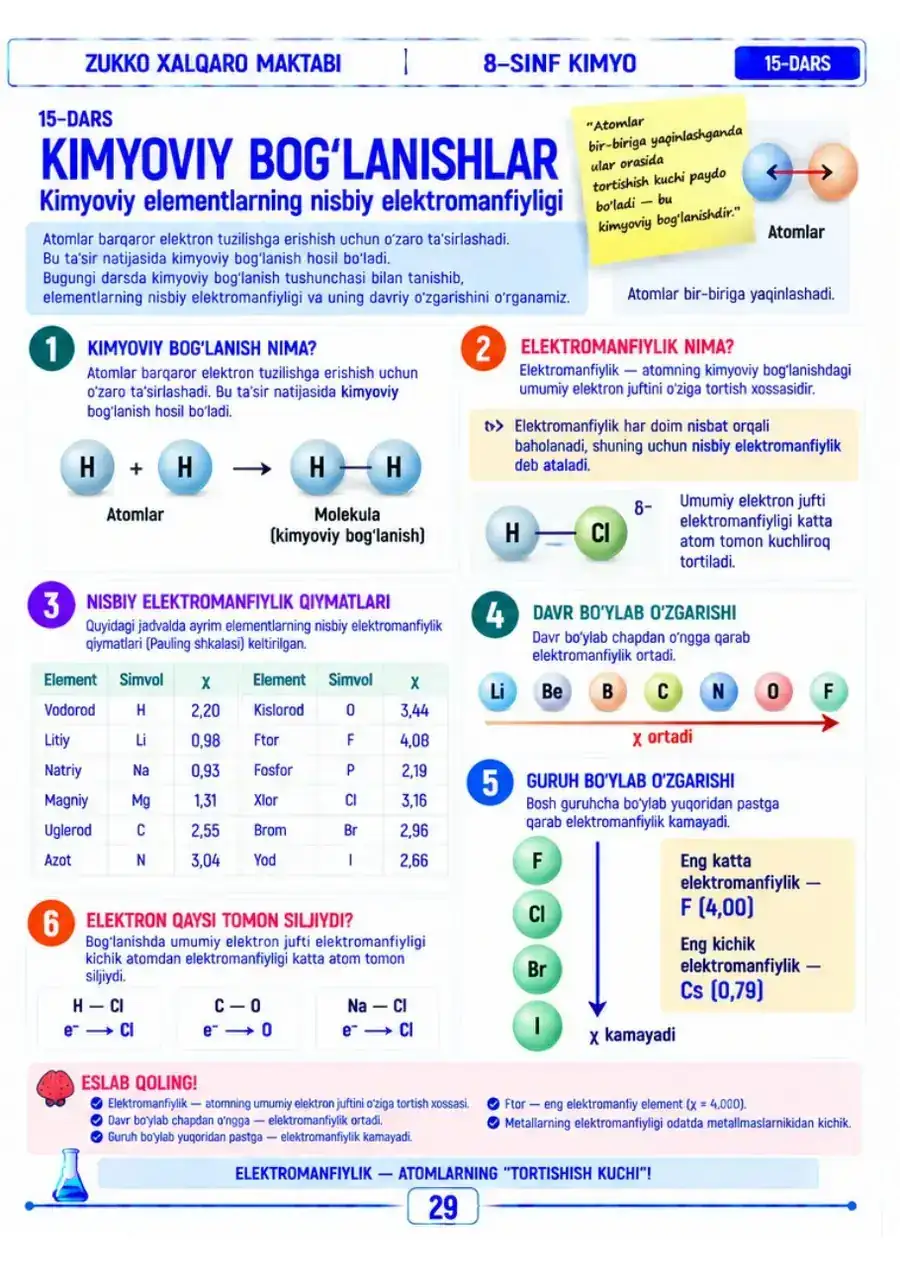 ZUKKO XALQARO MAKTABI
8–SINF KIMYO
15-DARS
15–DARS
KIMYOVIY BOG‘LANISHLAR
Kimyoviy elementlarning nisbiy elektromanfiyligi
"Atomlar
bir-biriga yaqinlashganda
ular orasida
tortishish kuchi paydo
bo'ladi — bu
kimyoviy bog'lanishdir."
Atomlar
Atomlar bir-biriga yaqinlashadi.
Atomlar barqaror elektron tuzilishga erishish uchun o‘zaro ta'sirlashadi.
Bu ta'sir natijasida kimyoviy bog‘lanish hosil bo‘ladi.
Bugungi darsda kimyoviy bog‘lanish tushunchasi bilan tanishib,
elementlarning nisbiy elektromanfiyligi va uning davriy o‘zgarishini o‘rganamiz.
1 KIMYOVIY BOG‘LANISH NIMA?
Atomlar barqaror elektron tuzilishga erishish uchun
o‘zaro ta'sirlashadi. Bu ta'sir natijasida kimyoviy
bog‘lanish hosil bo‘ladi.
H + H → H — H
Atomlar
Molekula
(kimyoviy bog‘lanish)
2 ELEKTROMANFIYLIK NIMA?
Elektromanfiylik — atomning kimyoviy bog‘lanishdagi
umumiy elektron juftini o‘ziga tortish xossasidir.
Elektromanfiylik har doim nisbat orqali
baholanadi, shuning uchun nisbiy elektromanfiylik
deb ataladi.
H — Cl 8-
Umumiy elektron jufti
elektromanfiyligi katta
atom tomon kuchliroq
tortiladi.
3 NISBIY ELEKTROMANFIYLIK QIYMATLARI
Quyidagi jadvalda ayrim elementlarning nisbiy elektromanfiylik
qiymatlari (Pauling shkalasi) keltirilgan.
Element Simvol χ Element Simvol χ
Vodorod H 2,20 Kislorod O 3,44
Litiy Li 0,98 Ftor F 4,08
Natriy Na 0,93 Fosfor P 2,19
Magniy Mg 1,31 Xlor Cl 3,16
Uglerod C 2,55 Brom Br 2,96
Azot N 3,04 Yod I 2,66
4 DAVR BO‘YLAB O‘ZGARISHI
Davr bo‘ylab chapdan o‘ngga qarab
elektromanfiylik ortadi.
Li Be B C N O F
χ ortadi
5 GURUH BO‘YLAB O‘ZGARISHI
Bosh guruhcha bo‘ylab yuqoridan pastga
qarab elektromanfiylik kamayadi.
F
Cl
Br
I
χ kamayadi
Eng katta
elektromanfiylik —
F (4,00)
Eng kichik
elektromanfiylik —
Cs (0,79)
6 ELEKTRON QAYSI TOMON SILJIYDI?
Bog‘lanishda umumiy elektron jufti elektromanfiyligi
kichik atomdan elektromanfiyligi katta atom tomon
siljiydi.
H — Cl
e⁻ → Cl
C — O
e⁻ → O
Na — Cl
e⁻ → Cl
ESLAB QOLING!
Elektromanfiylik — atomning umumiy elektron juftini o‘ziga tortish xossasi.
Davr bo‘ylab chapdan o‘ngga — elektromanfiylik ortadi.
Guruh bo‘ylab yuqoridan pastga — elektromanfiylik kamayadi.
Ftor — eng elektromanfiy element (χ = 4,000).
Metallarning elektromanfiyligi odatda metallmaslarnikidan kichik.
ELEKTROMANFIYLIK — ATOMLARNING "TORTISHISH KUCHI"!
29